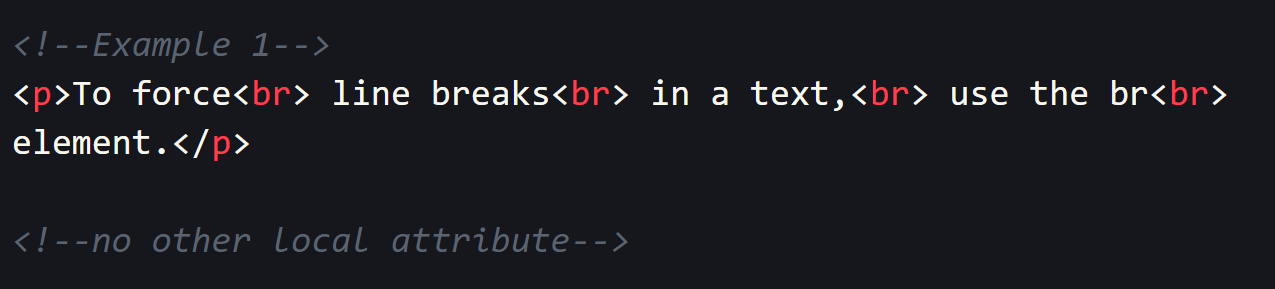 <!--Example 1-->
<p>To force<br> line breaks<br> in a text,<br> use the br<br>
element.</p>
<!--no other local attribute-->